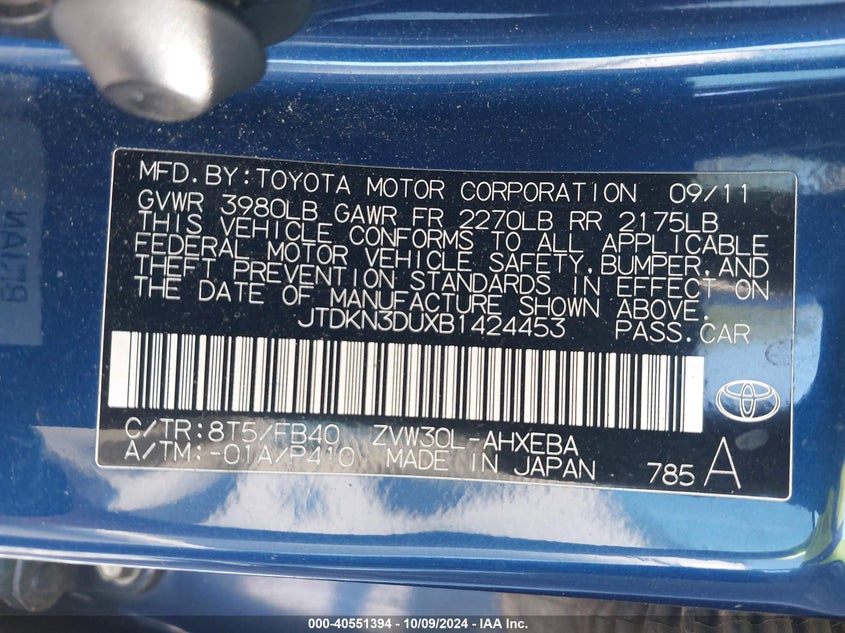 MFD.BY:TOYOTA MOTOR CORPORATION 09/11
GVWR 3980LB GAWR FR 2270LB RR 2175LB
THIS VEHICLE CONFORMS TO ALL APPLICABLE
FEDERAL MOTOR VEHICLE SAFETY,BUMPER,AND
THEFT PREVENTION STANDARDS IN EFFECT ON
THE DATE OF MANUFACTURE SHOWN ABOVE.
JTDKN3DUXB1424453 PASS.CAR
C/TR:8T5/FB40 ZVW30L-AHXEBA
A/TM:-01A/P410 MADE IN JAPAN 785 A
000-40551394 - 10/09/2024 - IAA Inc.